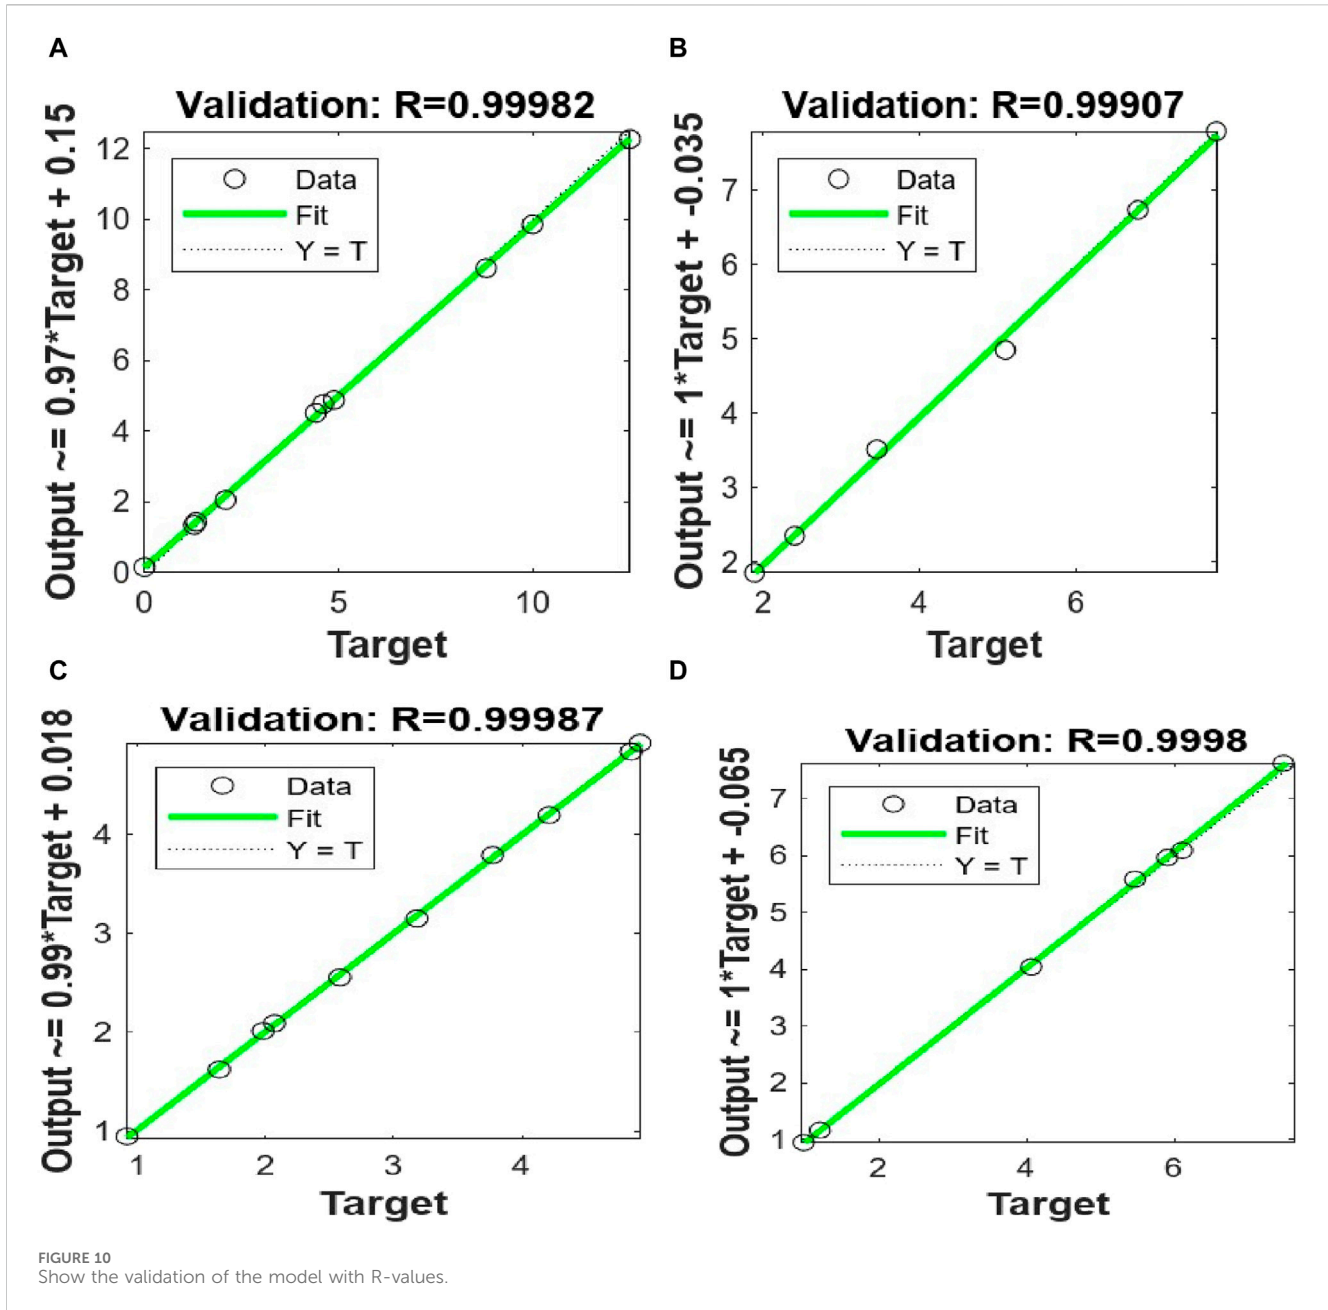 A
Validation: R=0.99982
Output ~= 0.97*Target + 0.15
Data
Fit
Y = T
12
10
8
6
4
2
0
0 5 10
Target
B
Validation: R=0.99907
Output ~= 1*Target + -0.035
Data
Fit
Y = T
7
6
5
4
3
2
2 4 6
Target
C
Validation: R=0.99987
Output ~= 0.99*Target + 0.018
Data
Fit
Y = T
4
3
2
1
1 2 3 4
Target
D
Validation: R=0.9998
Output ~= 1*Target + -0.065
Data
Fit
Y = T
7
6
5
4
3
2
1
2 4 6
Target
FIGURE 10
Show the validation of the model with R-values.